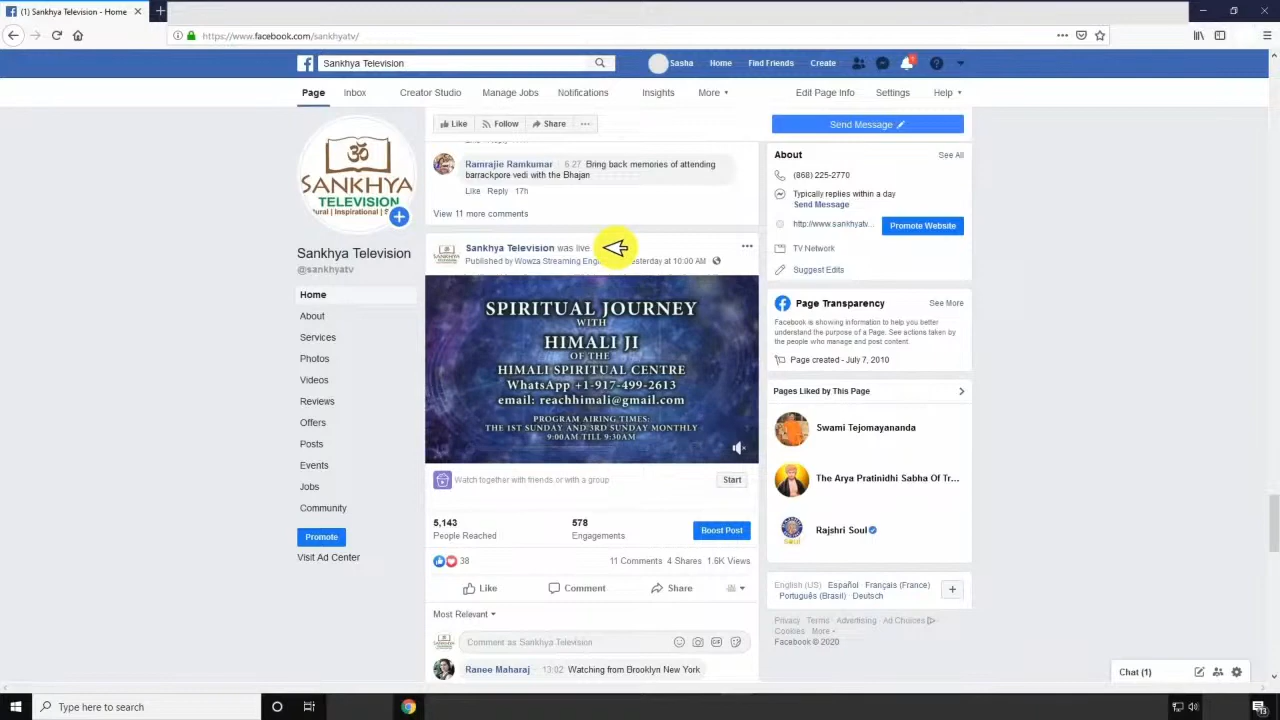 (1) Sankhya Television - Home
https://www.facebook.com/sankhyatv/
Sankhya Television
Sasha Home Find Friends Create
Page Inbox Creator Studio Manage Jobs Notifications Insights More Edit Page Info Settings Help
Like Follow Share
Send Message
SANKHYA
TELEVISION
Sankhya Television
@sankhyatv
Home
About
Services
Photos
Videos
Reviews
Offers
Posts
Events
Jobs
Community
Promote
Visit Ad Center
Ramrajie Ramkumar 6:27 Bring back memories of attending
barrackpore vedi with the Bhajan
Like Reply 17h
View 11 more comments
Sankhya Television was live
Published by Wowza Streaming Yesterday at 10:00 AM
SPIRITUAL JOURNEY
WITH
HIMALI JI
OF THE
HIMALI SPIRITUAL CENTRE
WhatsApp +1-917-499-2613
email: reachhimali@gmail.com
PROGRAM AIRING TIMES:
THE 1ST SUNDAY AND 3RD SUNDAY MONTHLY
9:00AM TILL 9:30AM
Watch together with friends or with a group
Start
5,143
People Reached
578
Engagements
Boost Post
38
11 Comments 4 Shares 1.6K Views
Like Comment Share
Most Relevant
Comment as Sankhya Television
GIF
Ranee Maharaj 13:02 Watching from Brooklyn New York
About See All
(868) 225-2770
Typically replies within a day
Send Message
http://www.sankhyatv...
Promote Website
TV Network
Suggest Edits
Page Transparency See More
Facebook is showing information to help you better
understand the purpose of a Page. See actions taken by
the people who manage and post content.
Page created - July 7, 2010
Pages Liked by This Page
Swami Tejomayananda
The Arya Pratinidhi Sabha Of Tr...
Rajshri Soul
English (US) Español Français (France)
Português (Brasil) Deutsch
Privacy Terms Advertising Ad Choices
Cookies More
Facebook © 2020
Chat (1)
Type here to search